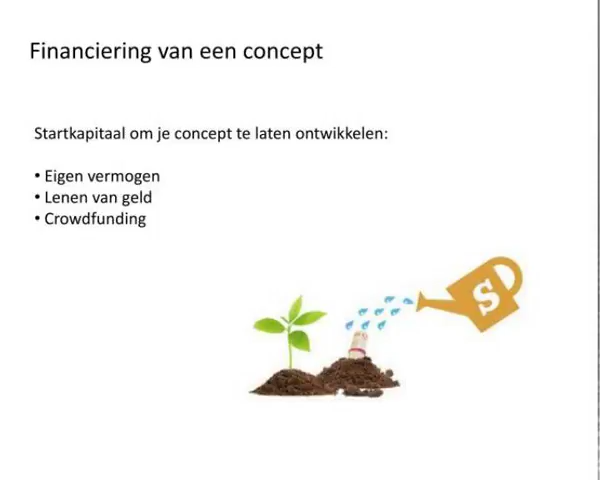 Financiering van een concept
Startkapitaal om je concept te laten ontwikkelen:
• Eigen vermogen
• Lenen van geld
• Crowdfunding
S